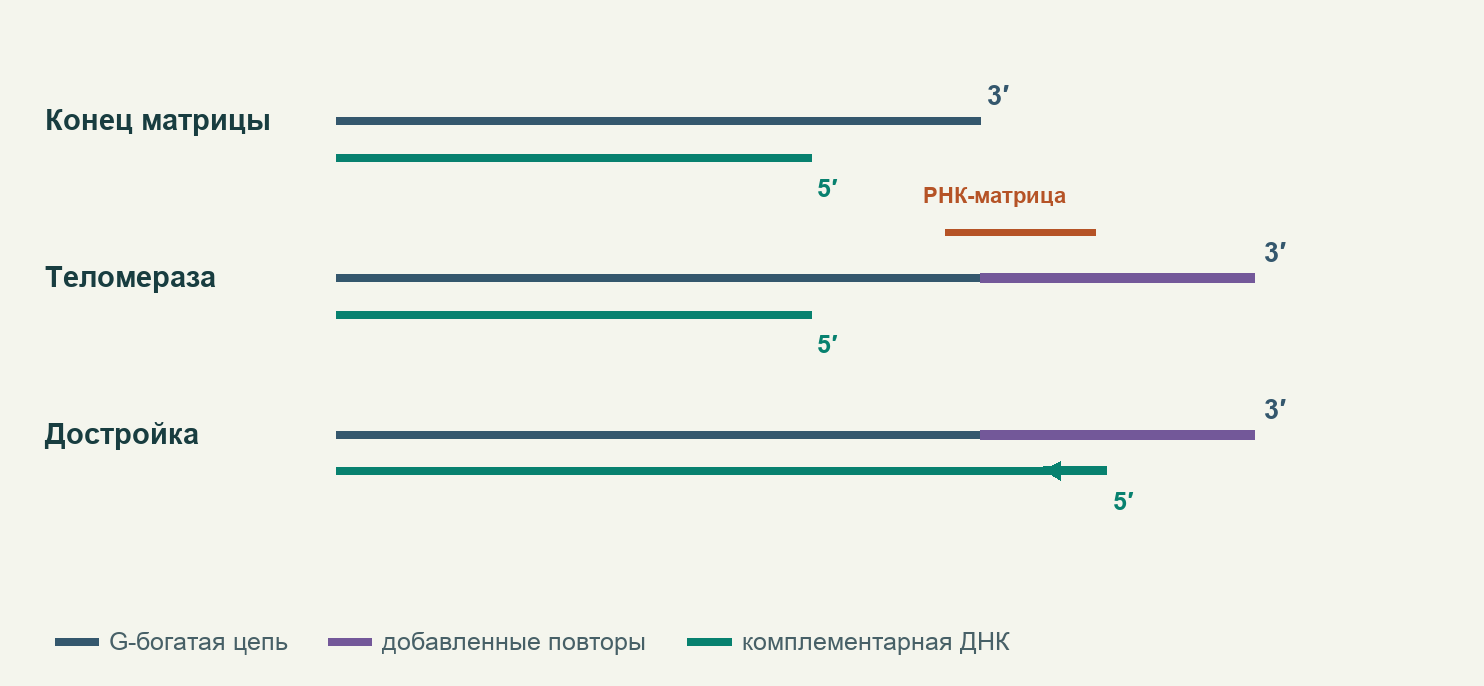 3′
Конец матрицы
5′
РНК-матрица
3′
Теломераза
5′
3′
Достройка
5′
G-богатая цепь
добавленные повторы
комплементарная ДНК